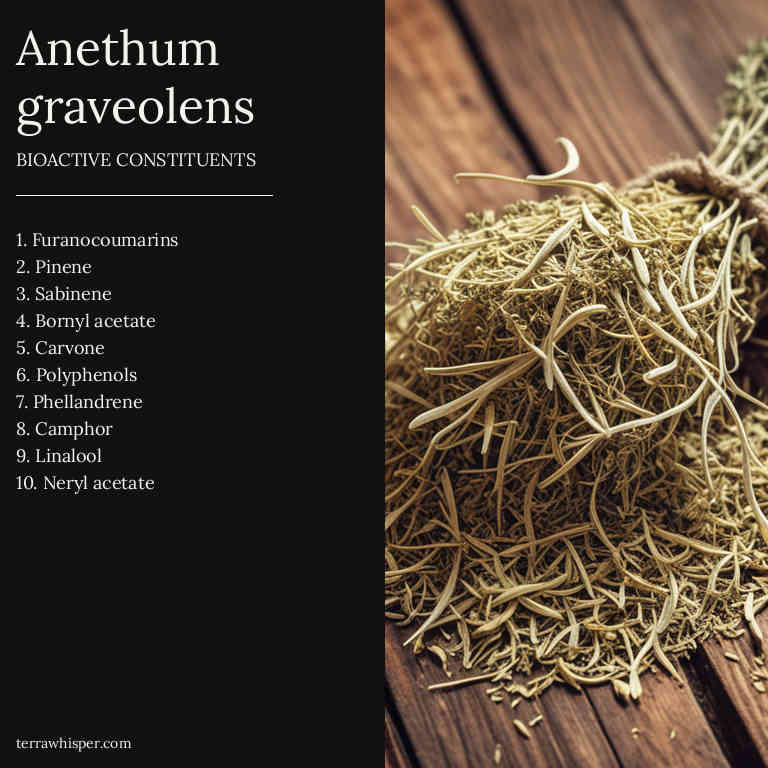 Anethum
graveolens
BIOACTIVE CONSTITUENTS
1. Furanocoumarins
2. Pinene
3. Sabinene
4. Bornyl acetate
5. Carvone
6. Polyphenols
7. Phellandrene
8. Camphor
9. Linalool
10. Neryl acetate
terrawhisper.com